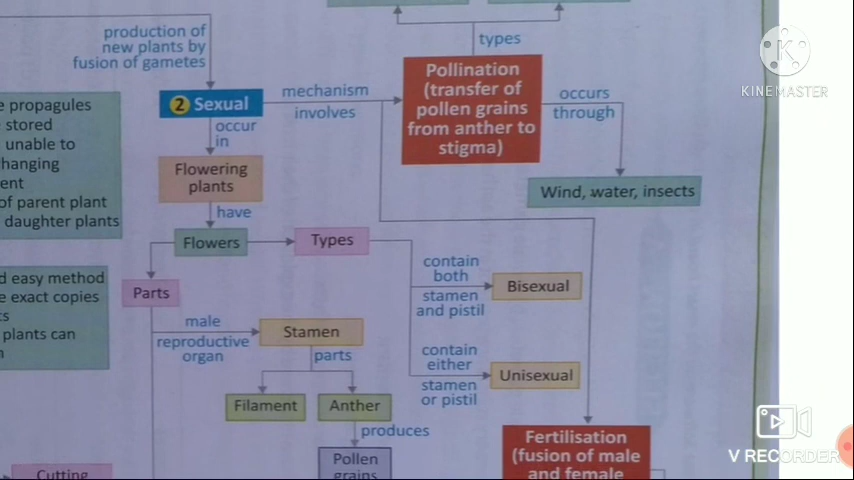 production of
new plants by
fusion of gametes
types
2 Sexual
mechanism
involves
Pollination
(transfer of
pollen grains
from anther to
stigma)
occurs
through
Wind, water, insects
occur
in
Flowering
plants
have
Flowers
Types
Parts
contain
both
stamen
and pistil
Bisexual
contain
either
stamen
or pistil
Unisexual
male
reproductive
organ
Stamen
parts
Filament
Anther
produces
Pollen
grains
Fertilisation
(fusion of male
and female
Cutting
propagules
stored
unable to
hanging
ent
of parent plant
daughter plants
d easy method
e exact copies
ts
plants can
KINEMASTER
V RECORDER